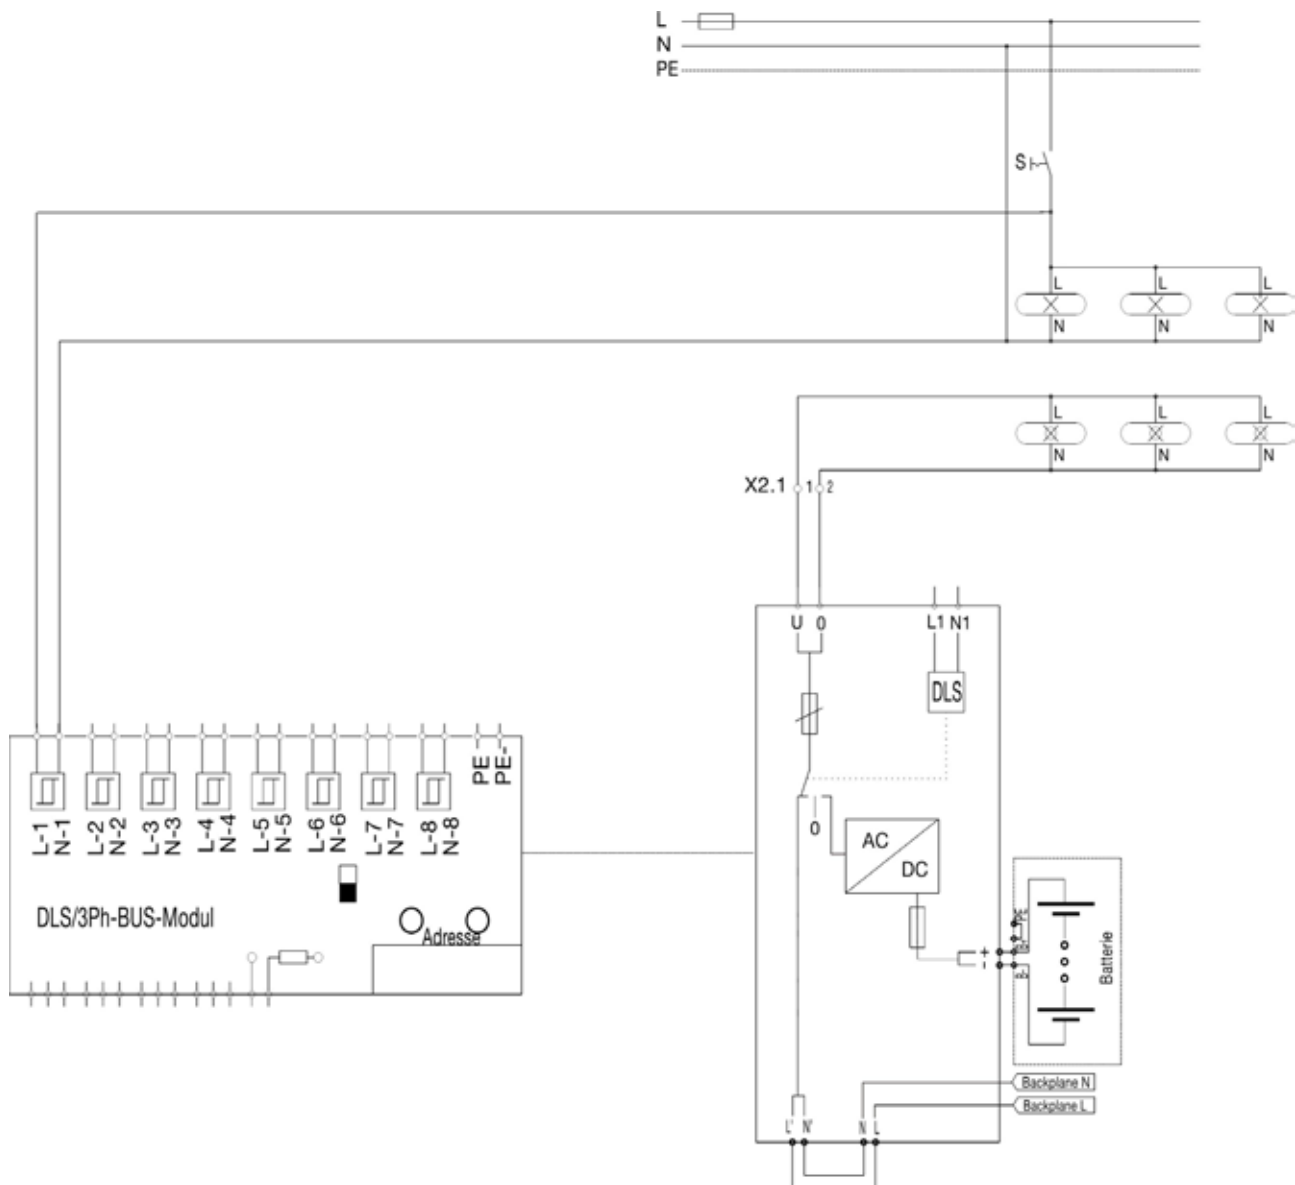 L
N
PE
S
L L L
N N N
L L L
N N N
X2.1 1 2
U 0 L1 N1
DLS
PE
PE-
L-1
N-1
L-2
N-2
L-3
N-3
L-4
N-4
L-5
N-5
L-6
N-6
L-7
N-7
L-8
N-8
0
AC
DC
DLS/3Ph-BUS-Modul
Adresse
+
-
PE
B+
B-
Batterie
Backplane N
Backplane L
L' N' N L